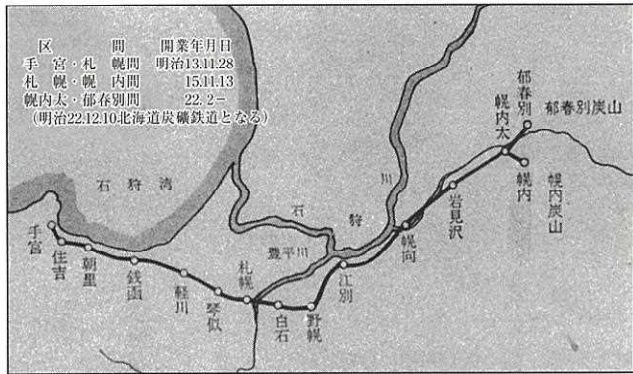 区　　間　　開業年月日
手宮・札幌間　明治13.11.28
札幌・幌内間　15.11.13
幌内太・郁春別間　22. 2－
(明治22.12.10北海道炭礦鉄道となる)
石狩湾
石狩川
豊平川
手宮
住吉
朝里
銭函
軽川
琴似
札幌
白石
野幌
江別
幌向
岩見沢
幌内太
郁春別
郁春別炭山
幌内
幌内炭山